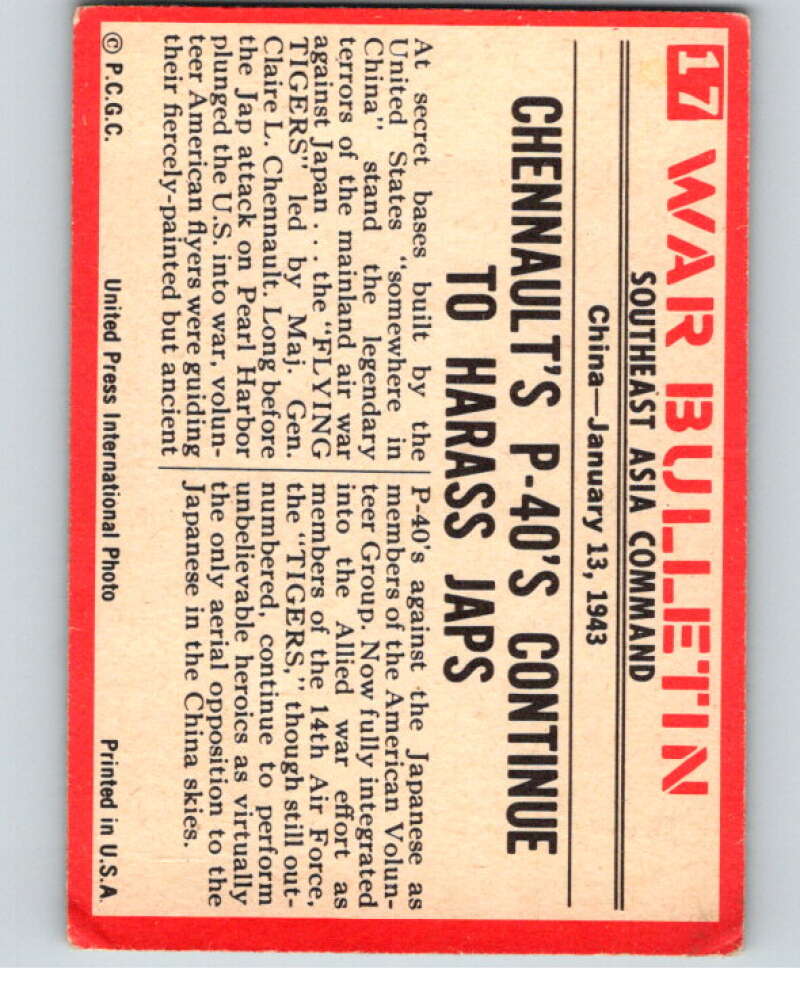 17 WAR BULLETIN
SOUTHEAST ASIA COMMAND
China—January 13, 1943
CHENNAULT'S P-40'S CONTINUE
TO HARASS JAPS
At secret bases built by the
United States "somewhere in
China" stand the legendary
terrors of the mainland air war
against Japan . . . the "FLYING
TIGERS" led by Maj. Gen.
Claire L. Chennault. Long before
the Jap attack on Pearl Harbor
plunged the U.S. into war, volun-
teer American flyers were guiding
their fiercely-painted but ancient
P-40's against the Japanese as
members of the American Volun-
teer Group. Now fully integrated
into the Allied war effort as
members of the 14th Air Force,
the "TIGERS," though still out-
numbered, continue to perform
unbelievable heroics as virtually
the only aerial opposition to the
Japanese in the China skies.
© P.C.G.C. United Press International Photo Printed in U.S.A.